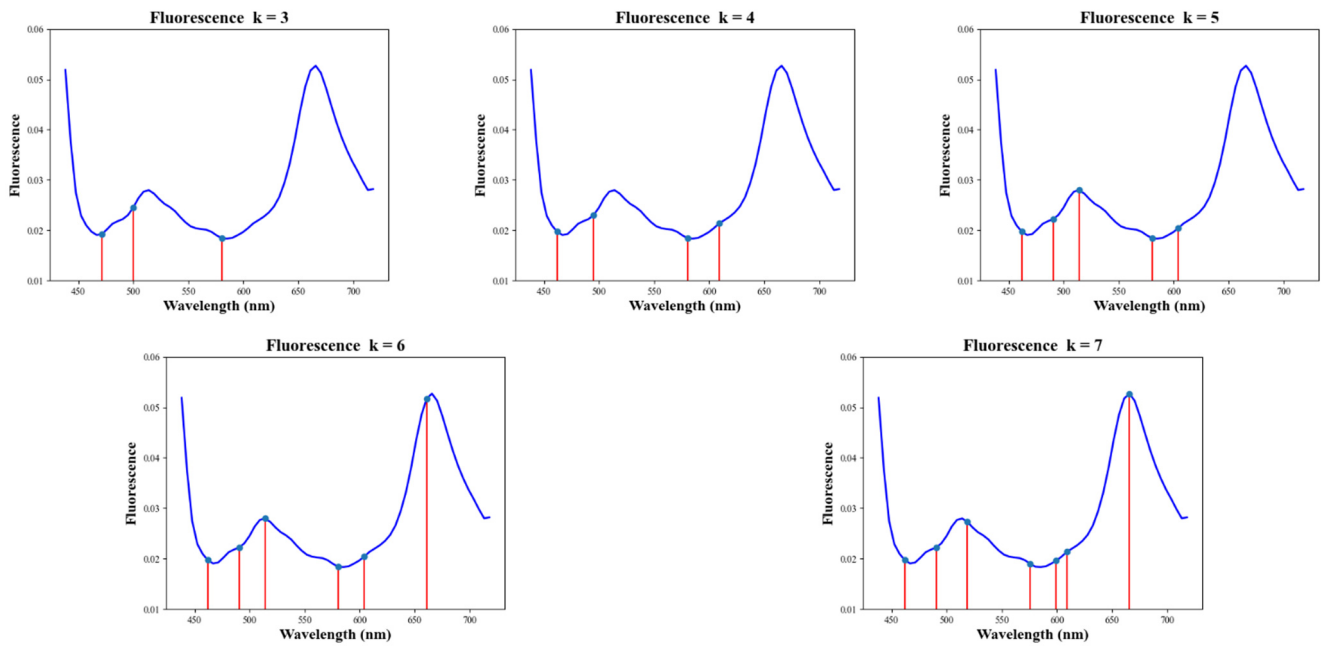 Fluorescence k = 3
0.06
0.05
0.04
0.03
0.02
0.01
Fluorescence
450 500 550 600 650 700
Wavelength (nm)
Fluorescence k = 4
0.06
0.05
0.04
0.03
0.02
0.01
Fluorescence
450 500 550 600 650 700
Wavelength (nm)
Fluorescence k = 5
0.06
0.05
0.04
0.03
0.02
0.01
Fluorescence
450 500 550 600 650 700
Wavelength (nm)
Fluorescence k = 6
0.06
0.05
0.04
0.03
0.02
0.01
Fluorescence
450 500 550 600 650 700
Wavelength (nm)
Fluorescence k = 7
0.06
0.05
0.04
0.03
0.02
0.01
Fluorescence
450 500 550 600 650 700
Wavelength (nm)